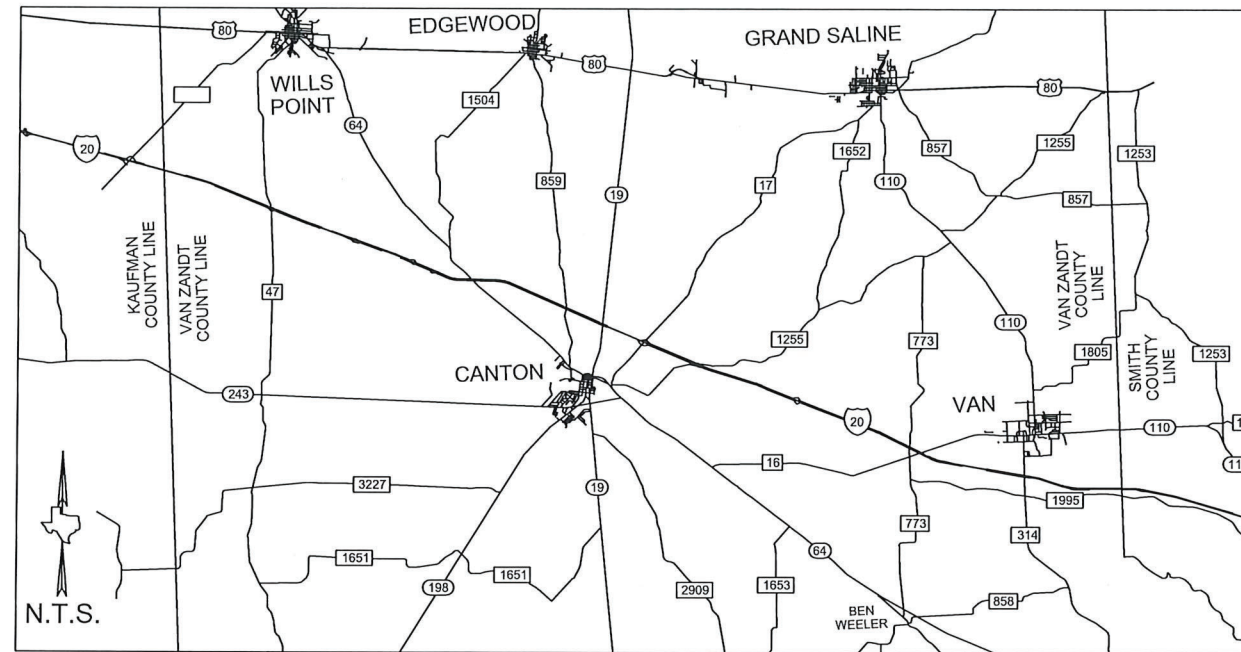 EDGEWOOD
80
GRAND SALINE
WILLS
POINT
80
80
1504
64
20
1652
857
1255
1253
859
17
110
19
857
KAUFMAN
COUNTY LINE
VAN ZANDT
COUNTY LINE
VAN ZANDT
COUNTY
LINE
SMITH
COUNTY
LINE
47
110
1255
773
1805
1253
CANTON
243
VAN
20
110
1
11
16
3227
19
1995
773
314
64
1651
1651
198
2909
1653
858
BEN
WEELER
N.T.S.